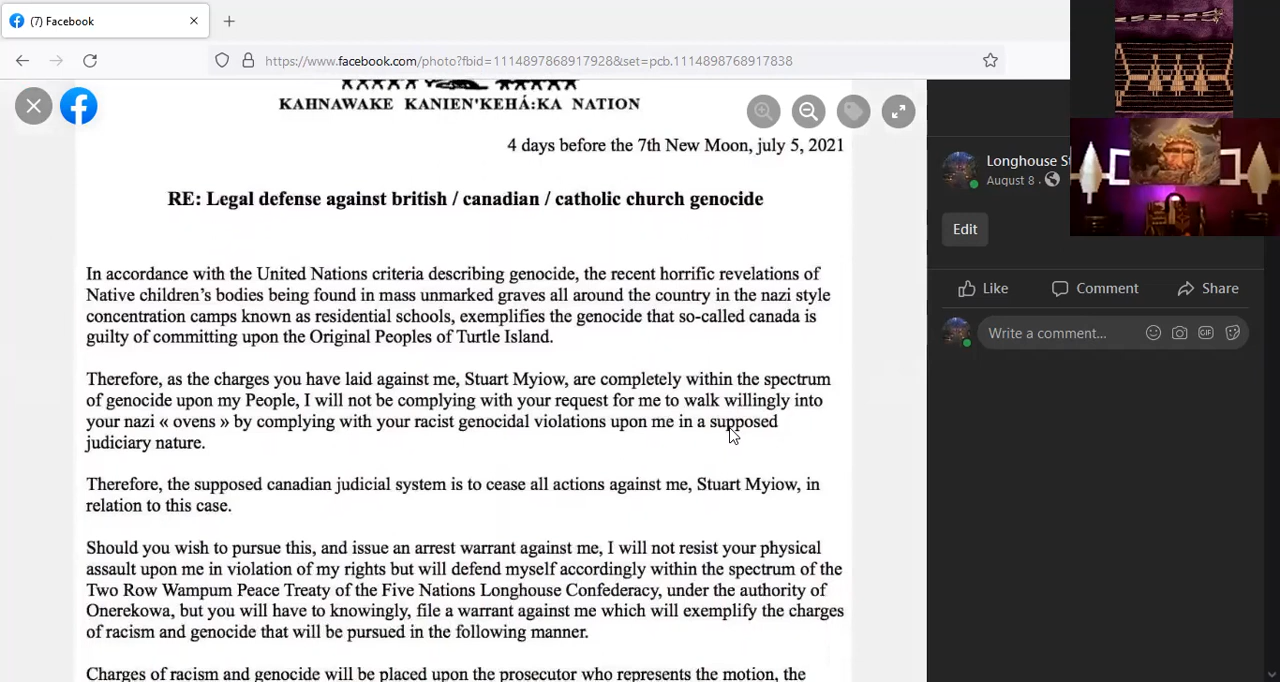 (7) Facebook
https://www.facebook.com/photo?fbid=1114897868917928&set=pcb.1114898768917838
KAHNAWAKE KANIEN'KEHÁ:KA NATION
4 days before the 7th New Moon, july 5, 2021
RE: Legal defense against british / canadian / catholic church genocide
In accordance with the United Nations criteria describing genocide, the recent horrific revelations of
Native children's bodies being found in mass unmarked graves all around the country in the nazi style
concentration camps known as residential schools, exemplifies the genocide that so-called canada is
guilty of committing upon the Original Peoples of Turtle Island.
Therefore, as the charges you have laid against me, Stuart Myiow, are completely within the spectrum
of genocide upon my People, I will not be complying with your request for me to walk willingly into
your nazi « ovens » by complying with your racist genocidal violations upon me in a supposed
judiciary nature.
Therefore, the supposed canadian judicial system is to cease all actions against me, Stuart Myiow, in
relation to this case.
Should you wish to pursue this, and issue an arrest warrant against me, I will not resist your physical
assault upon me in violation of my rights but will defend myself accordingly within the spectrum of the
Two Row Wampum Peace Treaty of the Five Nations Longhouse Confederacy, under the authority of
Onerekowa, but you will have to knowingly, file a warrant against me which will exemplify the charges
of racism and genocide that will be pursued in the following manner.
Charges of racism and genocide will be placed upon the prosecutor who represents the motion, the
Longhouse
August 8 ·
Edit
Like
Comment
Share
Write a comment…
GIF